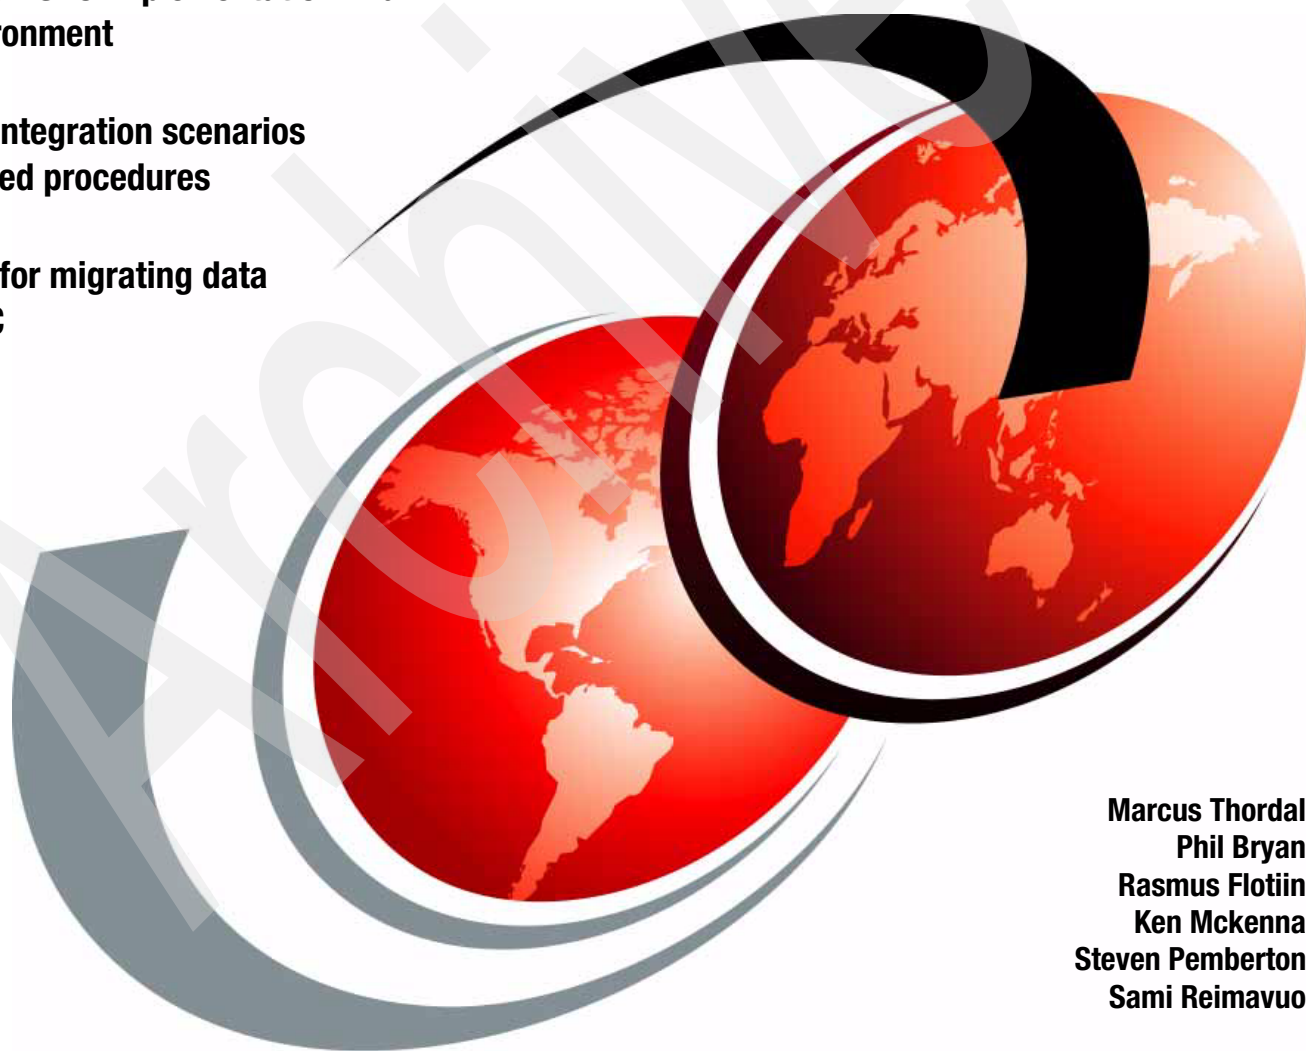 ronment
ntegration scenarios
ed procedures
for migrating data
Marcus Thordal
Phil Bryan
Rasmus Flotiin
Ken Mckenna
Steven Pemberton
Sami Reimavuo
Archive